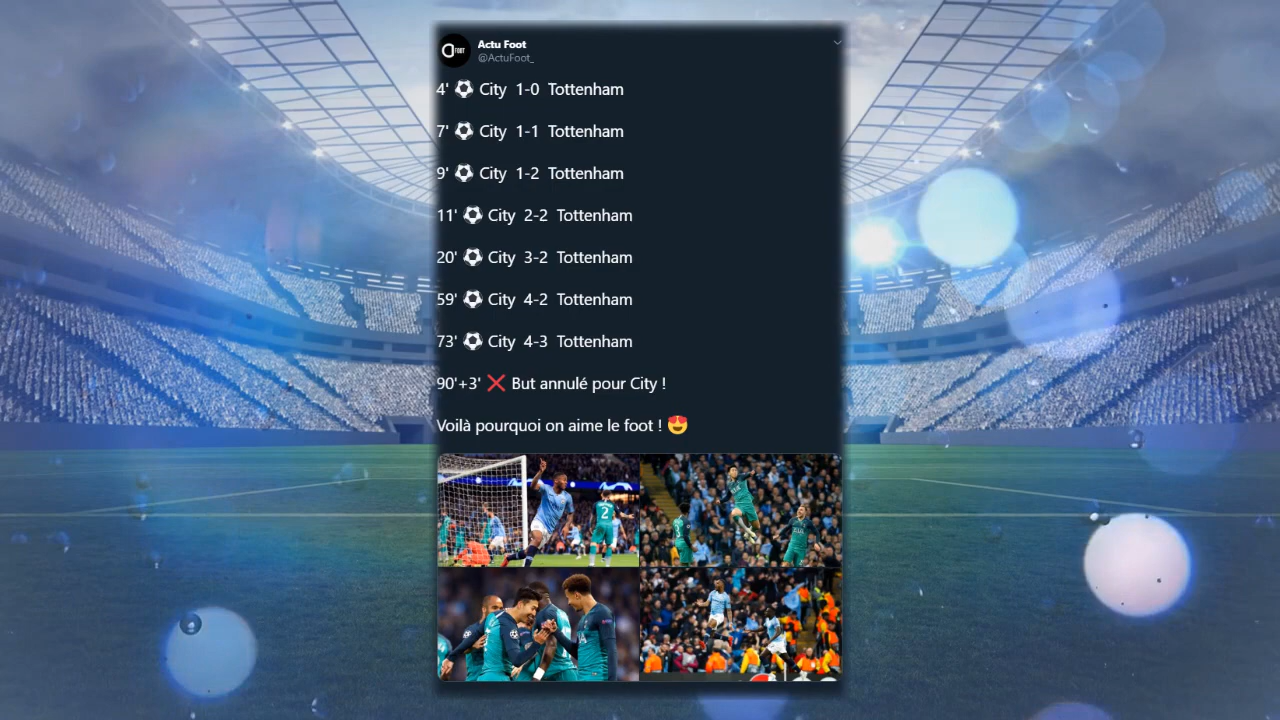 FOOT
Actu Foot
@ActuFoot_
4' ⚽ City 1-0 Tottenham
7' ⚽ City 1-1 Tottenham
9' ⚽ City 1-2 Tottenham
11' ⚽ City 2-2 Tottenham
20' ⚽ City 3-2 Tottenham
59' ⚽ City 4-2 Tottenham
73' ⚽ City 4-3 Tottenham
90'+3' ❌ But annulé pour City !
Voilà pourquoi on aime le foot ! 😍
2